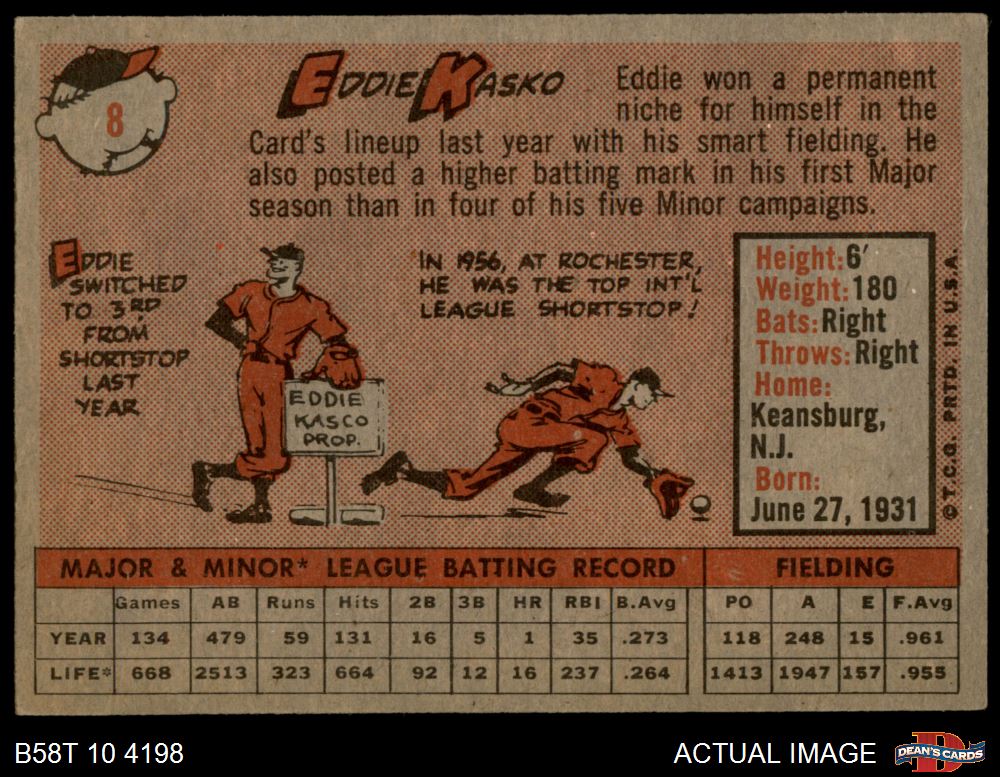 8
EDDIE KASKO
Eddie won a permanent
niche for himself in the
Card's lineup last year with his smart fielding. He
also posted a higher batting mark in his first Major
season than in four of his five Minor campaigns.
EDDIE
SWITCHED
TO 3RD
FROM
SHORTSTOP
LAST
YEAR
EDDIE
KASCO
PROP.
IN 1956, AT ROCHESTER,
HE WAS THE TOP INT'L
LEAGUE SHORTSTOP!
Height: 6'
Weight: 180
Bats: Right
Throws: Right
Home:
Keansburg,
N.J.
Born:
June 27, 1931
© T.C.G. PRTD. IN U.S.A.
MAJOR & MINOR* LEAGUE BATTING RECORD FIELDING
Games AB Runs Hits 2B 3B HR RBI B.Avg PO A E F.Avg
YEAR 134 479 59 131 16 5 1 35 .273 118 248 15 .961
LIFE* 668 2513 323 664 92 12 16 237 .264 1413 1947 157 .955
B58T 10 4198
ACTUAL IMAGE
DEAN'S CARDS